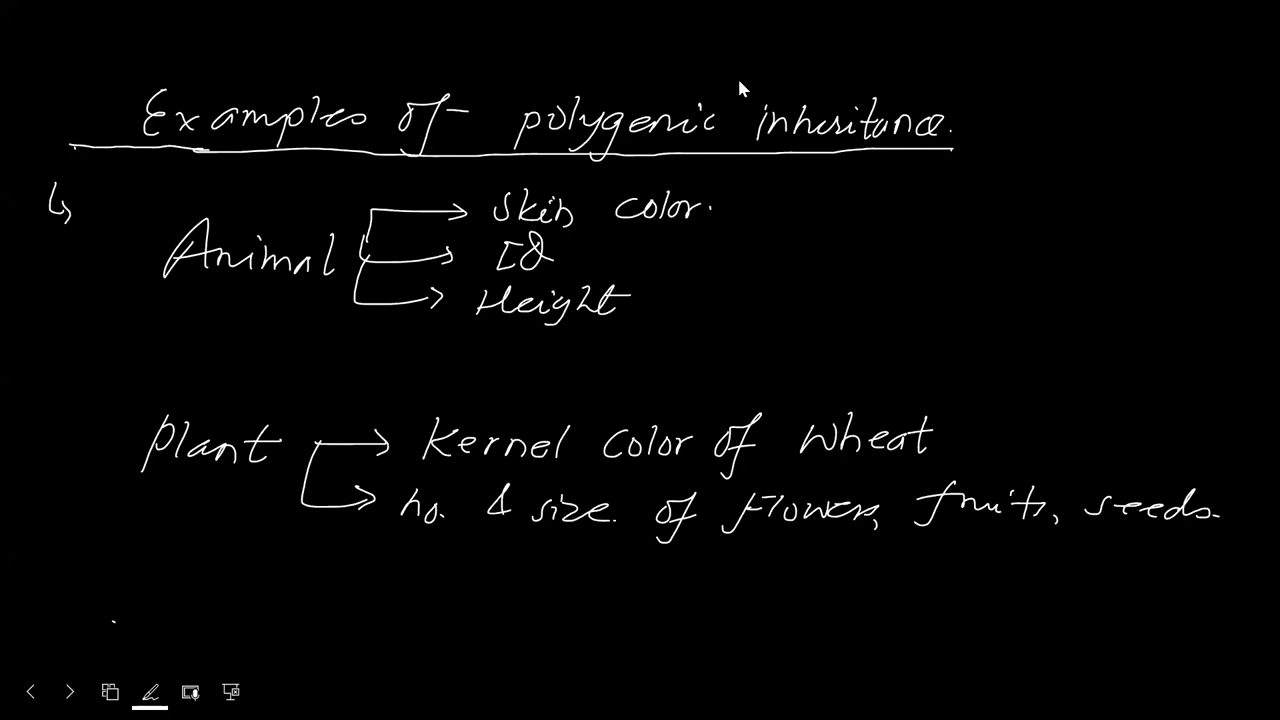 Examples of polygenic inheritance.
Animal
Skin color.
IQ
Height
Plant
Kernel color of wheat
no. & size. of Flowers, fruits, seeds.